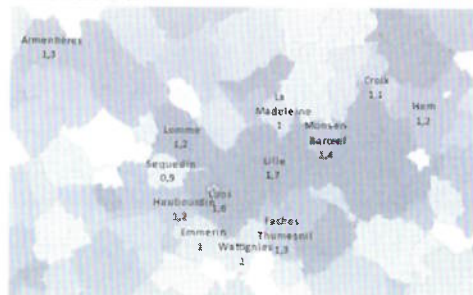 Armentières
1,3
Croix
1,1
La
Madeleine
1
Hem
1,2
Lomme
1,2
Mons en
Baroeul
1,4
Sequedin
0,9
Lille
1,7
Loos
1,6
Haubourdin
1,2
Faches
Thumesnil
1,3
Emmerin
1
Wattignies
1